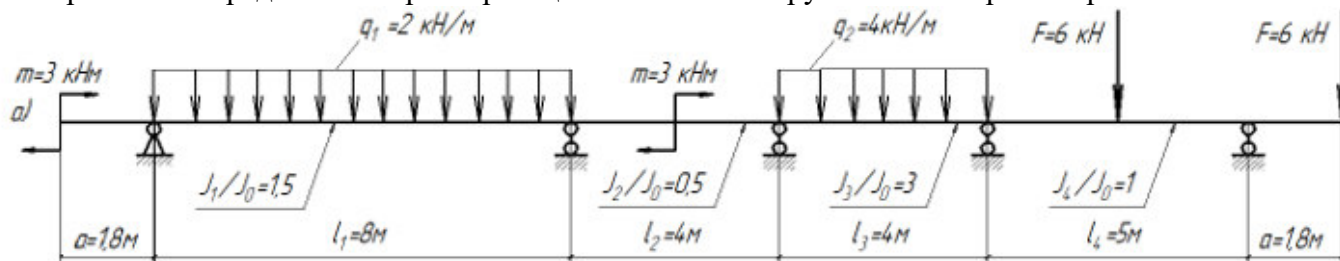 q₁ =2 кН/м
q₂=4кН/м
F=6 кН
F=6 кН
m=3 кНм
m=3 кНм
а)
J₁/J₀=1,5
J₂/J₀=0,5
J₃/J₀=3
J₄/J₀=1
a=1,8м
l₁=8м
l₂=4м
l₃=4м
l₄=5м
a=1,8м